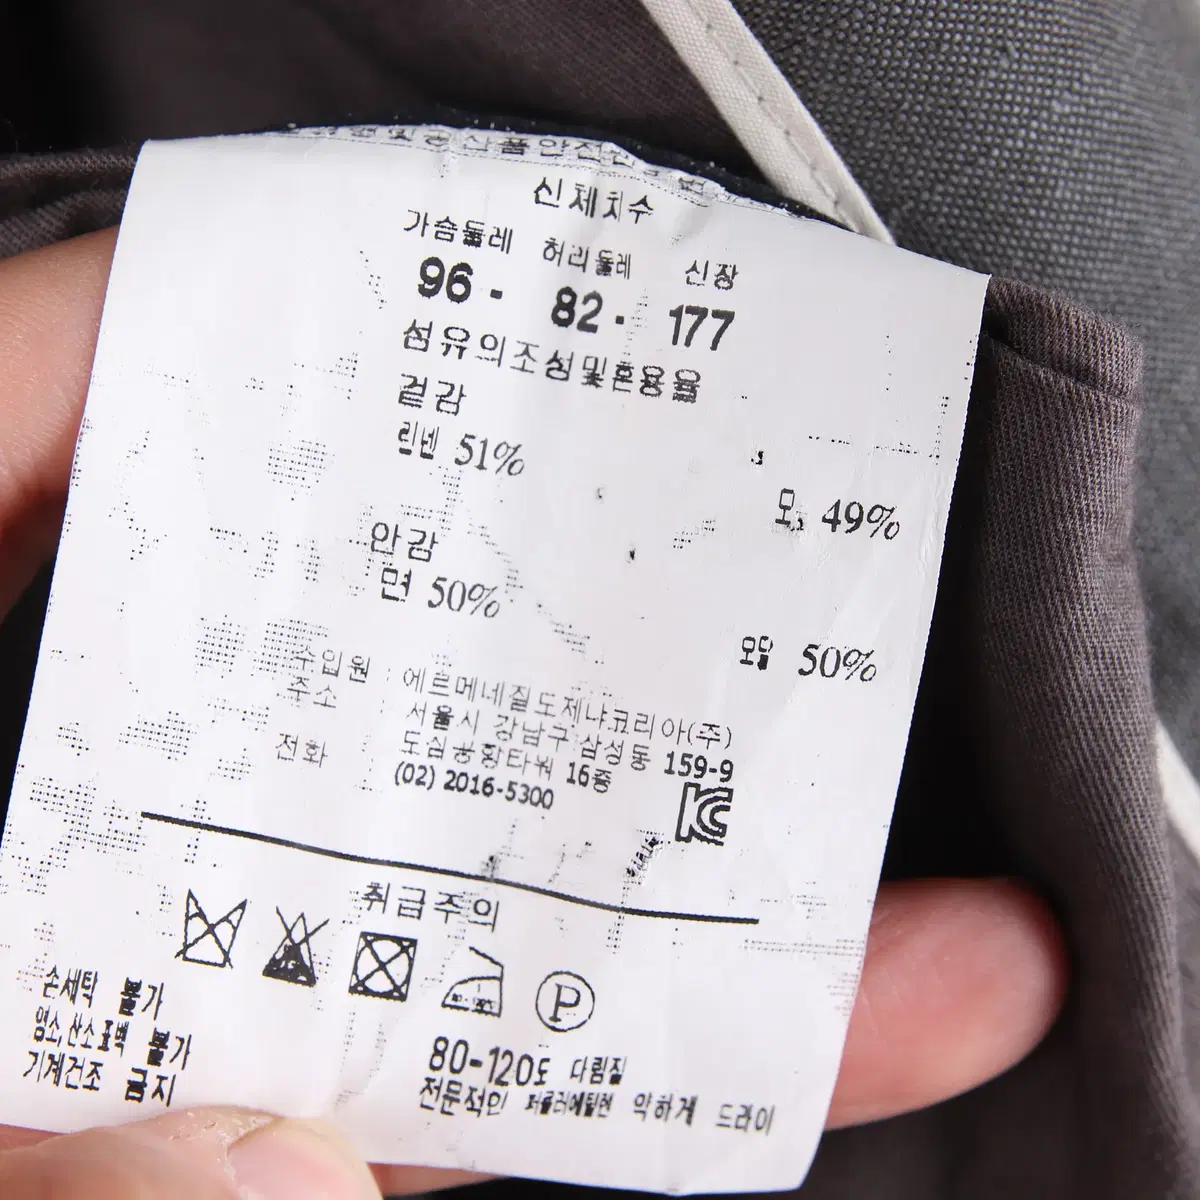 신체치수
가슴둘레 허리둘레 신장
96 - 82 - 177
섬유의조성및혼용율
겉감
린넨 51% 모, 49%
안감
면 50% 모달 50%
수입원 에르메네질도제냐코리아(주)
주소 서울시 강남구 삼성동 159-9
도심공항타워 16층
전화 (02) 2016-5300
취급주의
P
손세탁 불가
염소,산소 표백 불가
기계건조 금지
80-120도 다림질
전문적인 퍼클러에틸렌 약하게 드라이